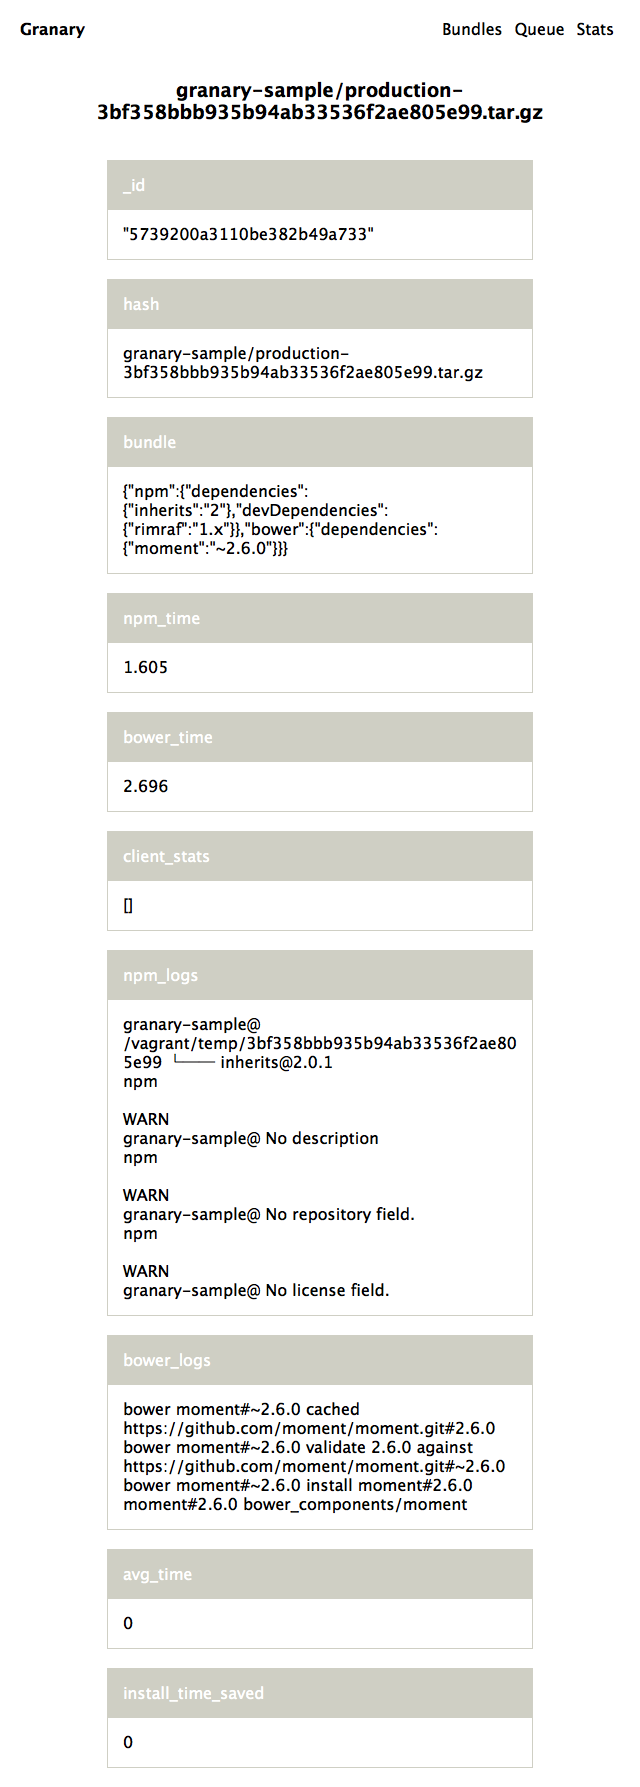 Granary
Bundles Queue Stats
granary-sample/production-
3bf358bbb935b94ab33536f2ae805e99.tar.gz
_id
"5739200a3110be382b49a733"
hash
granary-sample/production-
3bf358bbb935b94ab33536f2ae805e99.tar.gz
bundle
{"npm":{"dependencies":
{"inherits":"2"},"devDependencies":
{"rimraf":"1.x"}},"bower":{"dependencies":
{"moment":"~2.6.0"}}}
npm_time
1.605
bower_time
2.696
client_stats
[]
npm_logs
granary-sample@
/vagrant/temp/3bf358bbb935b94ab33536f2ae80
5e99 └── inherits@2.0.1
npm
WARN
granary-sample@ No description
npm
WARN
granary-sample@ No repository field.
npm
WARN
granary-sample@ No license field.
bower_logs
bower moment#~2.6.0 cached
https://github.com/moment/moment.git#2.6.0
bower moment#~2.6.0 validate 2.6.0 against
https://github.com/moment/moment.git#~2.6.0
bower moment#~2.6.0 install moment#2.6.0
moment#2.6.0 bower_components/moment
avg_time
0
install_time_saved
0